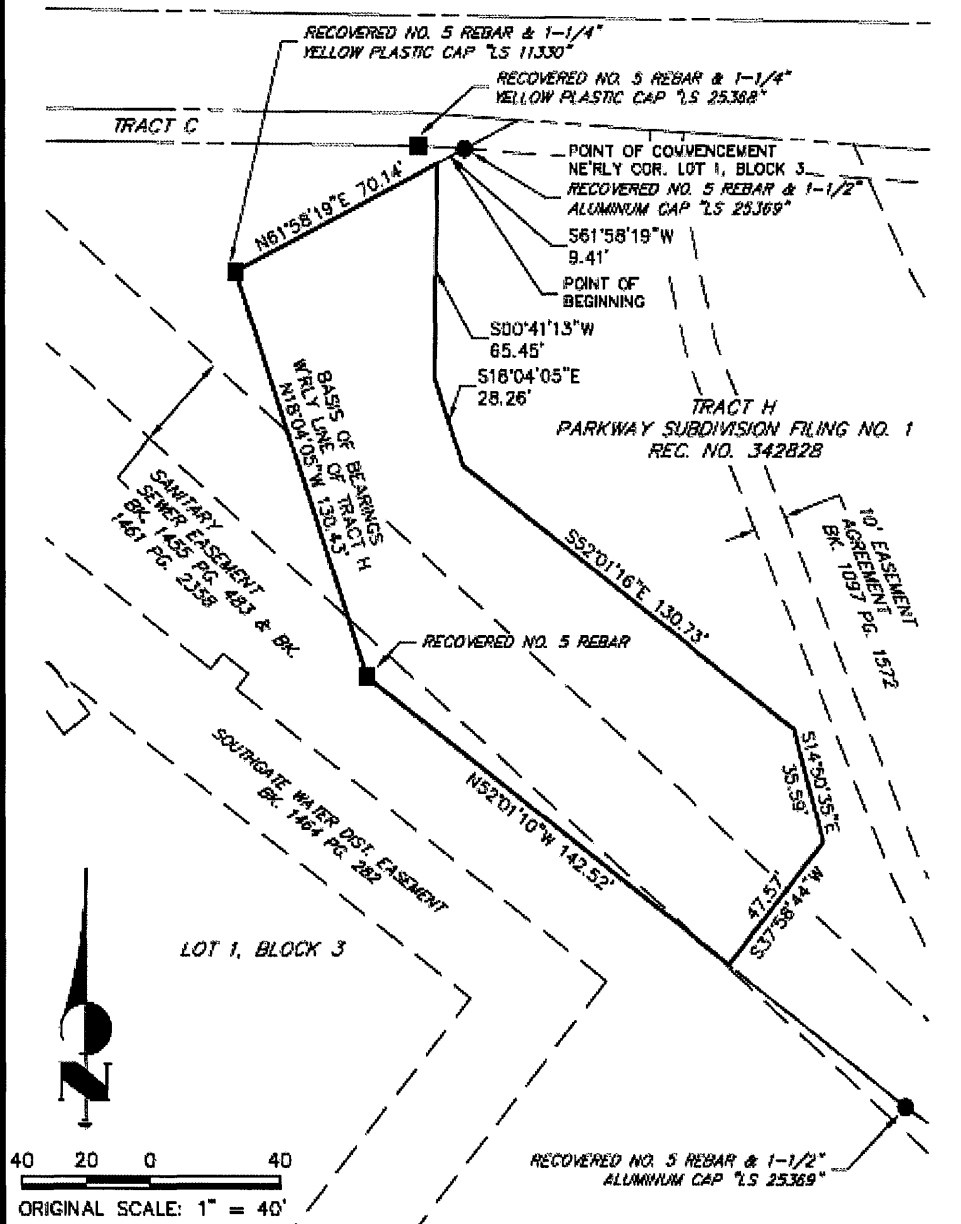 RECOVERED NO. 5 REBAR & 1-1/4"
YELLOW PLASTIC CAP "LS 11330"
RECOVERED NO. 5 REBAR & 1-1/4"
YELLOW PLASTIC CAP "LS 25368"
TRACT C
POINT OF COMMENCEMENT
NE'RLY COR. LOT 1, BLOCK 3
RECOVERED NO. 5 REBAR & 1-1/2"
ALUMINUM CAP "LS 25369"
N61°58'19"E 70.14'
S61°58'19"W
9.41'
POINT OF
BEGINNING
S00°41'13"W
65.45'
S18°04'05"E
28.26'
BASIS OF BEARINGS
W'RLY LINE OF TRACT H
N18°04'05"W 130.43'
TRACT H
PARKWAY SUBDIVISION FILING NO. 1
REC. NO. 342828
SANITARY
SEWER EASEMENT
BK. 1455 PG. 483 & BK.
1461 PG. 2358
S52°01'16"E 130.73'
10' EASEMENT
AGREEMENT
BK. 1097 PG. 1572
RECOVERED NO. 5 REBAR
SOUTHGATE WATER DIST. EASEMENT
BK. 1464 PG. 282
N52°01'10"W 142.52'
S14°50'35"E
35.59'
47.57'
S37°58'44"W
LOT 1, BLOCK 3
N
RECOVERED NO. 5 REBAR & 1-1/2"
ALUMINUM CAP "LS 25369"
40 20 0 40
ORIGINAL SCALE: 1" = 40'